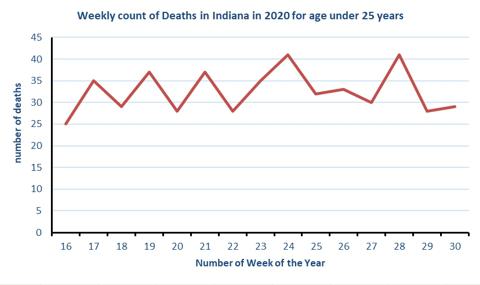 Weekly count of Deaths in Indiana in 2020 for age under 25 years
45
40
35
30
25
20
15
10
5
0
number of deaths
16 17 18 19 20 21 22 23 24 25 26 27 28 29 30
Number of Week of the Year